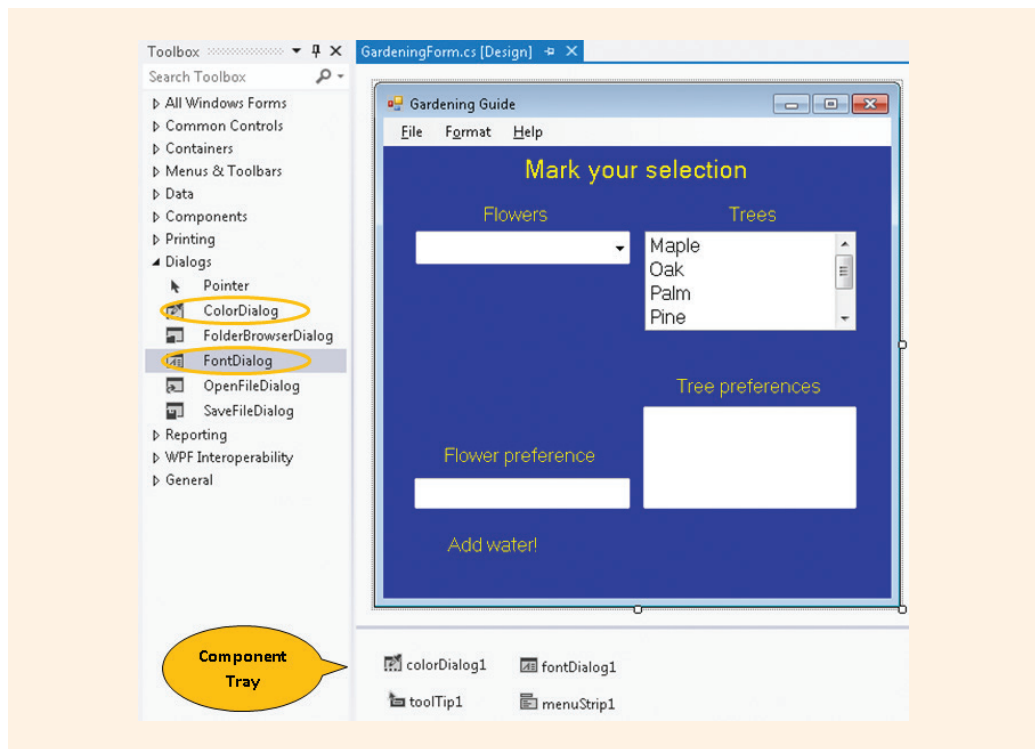 Toolbox
Search Toolbox
All Windows Forms
Common Controls
Containers
Menus & Toolbars
Data
Components
Printing
Dialogs
Pointer
ColorDialog
FolderBrowserDialog
FontDialog
OpenFileDialog
SaveFileDialog
Reporting
WPF Interoperability
General
GardeningForm.cs [Design]
Gardening Guide
File Format Help
Mark your selection
Flowers
Trees
Maple
Oak
Palm
Pine
Tree preferences
Flower preference
Add water!
Component
Tray
colorDialog1 fontDialog1
toolTip1 menuStrip1